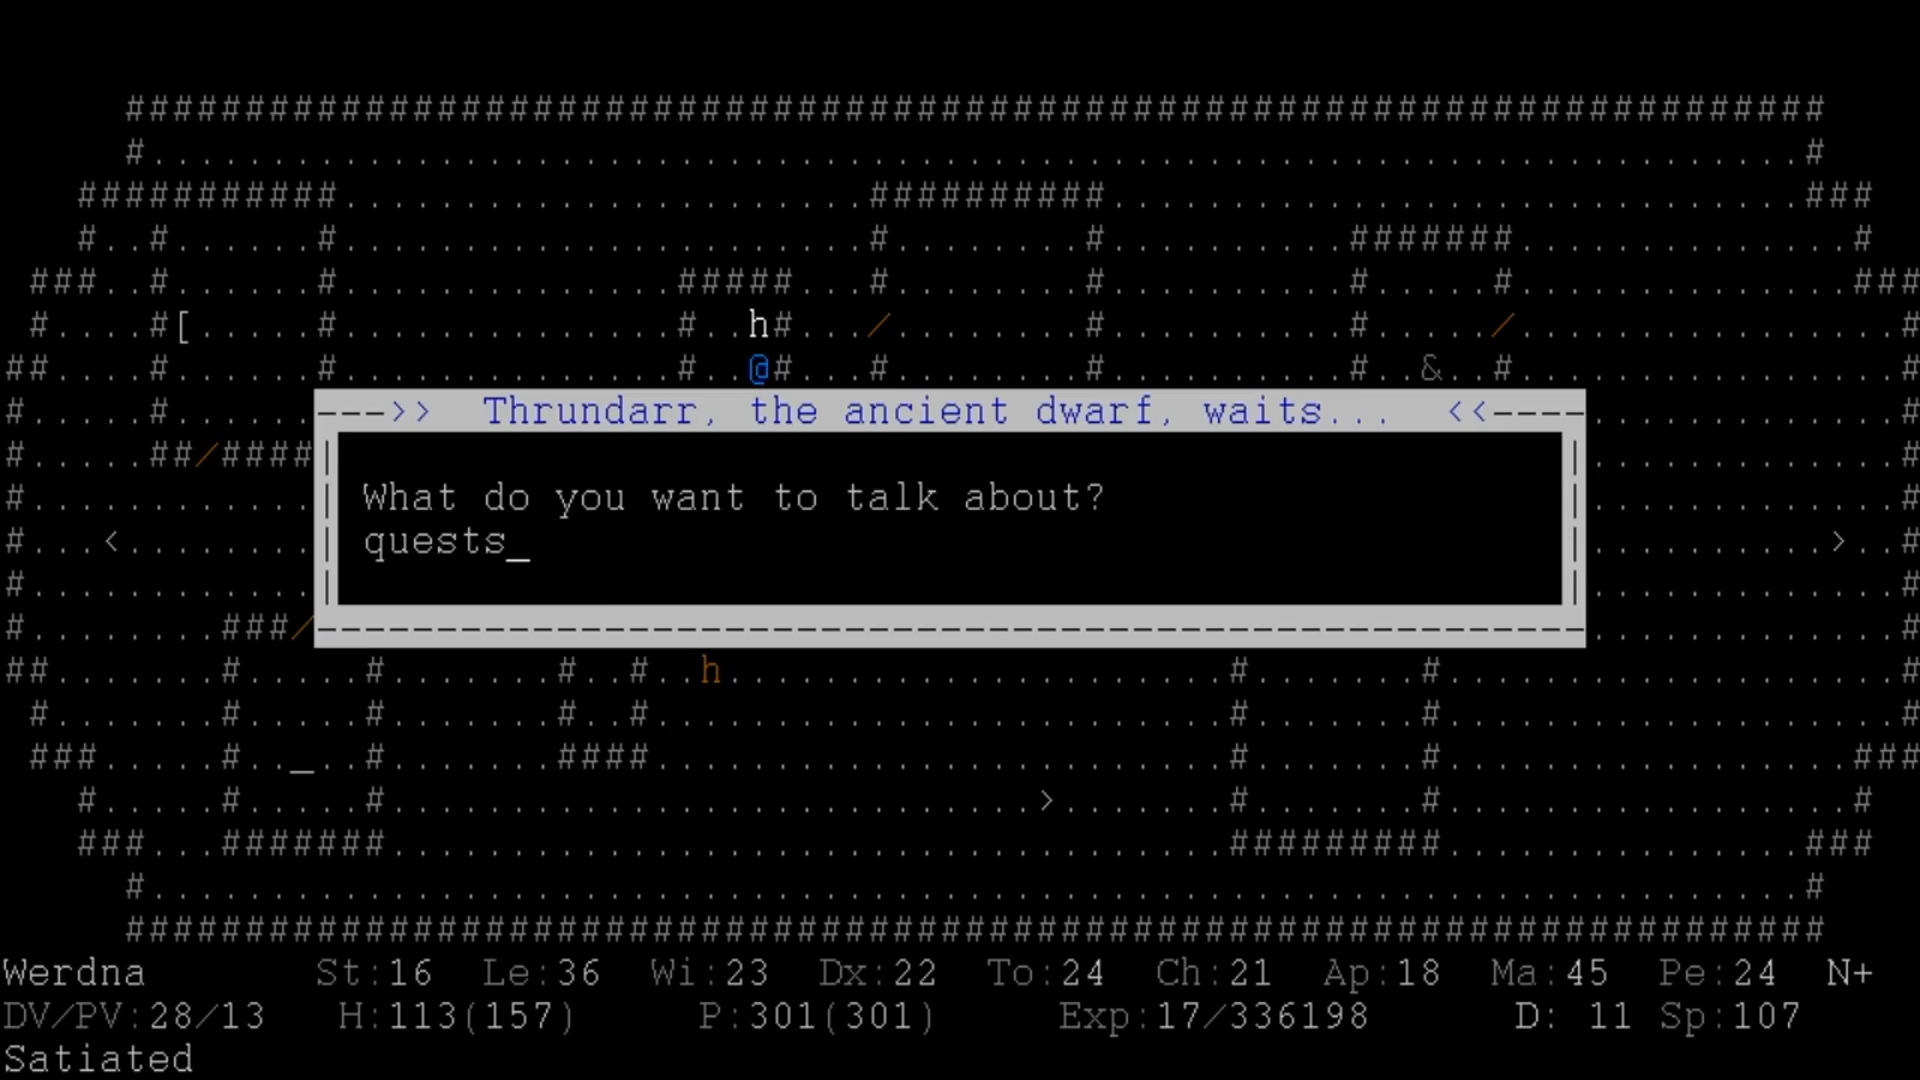 --->> Thrundarr, the ancient dwarf, waits... <<----
What do you want to talk about?
quests_
Werdna St:16 Le:36 Wi:23 Dx:22 To:24 Ch:21 Ap:18 Ma:45 Pe:24 N+
DV/PV:28/13 H:113(157) P:301(301) Exp:17/336198 D: 11 Sp:107
Satiated